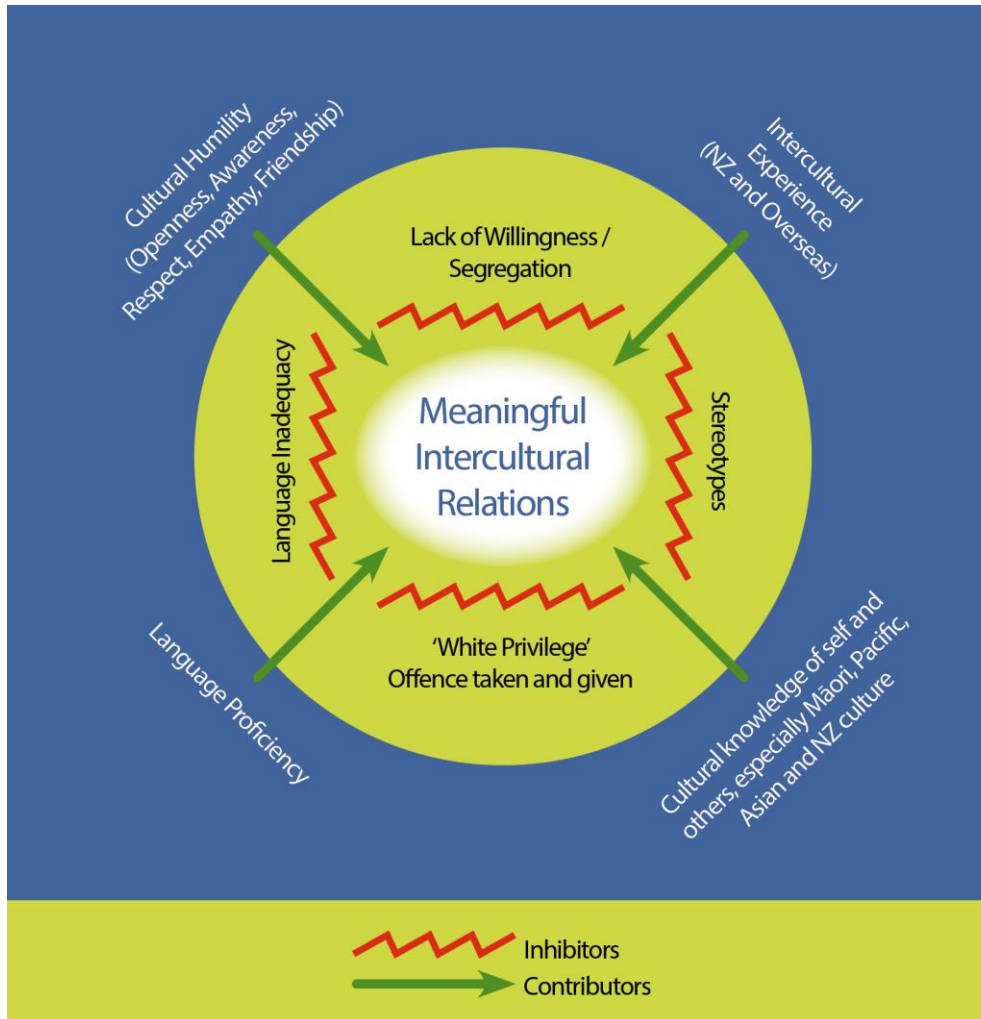 Cultural Humility
(Openness, Awareness,
Respect, Empathy, Friendship)
Intercultural
Experience
(NZ and Overseas)
Lack of Willingness /
Segregation
Language Inadequacy
Meaningful
Intercultural
Relations
Stereotypes
‘White Privilege’
Offence taken and given
Language Proficiency
Cultural knowledge of self and
others, especially Māori, Pacific,
Asian and NZ culture
Inhibitors
Contributors